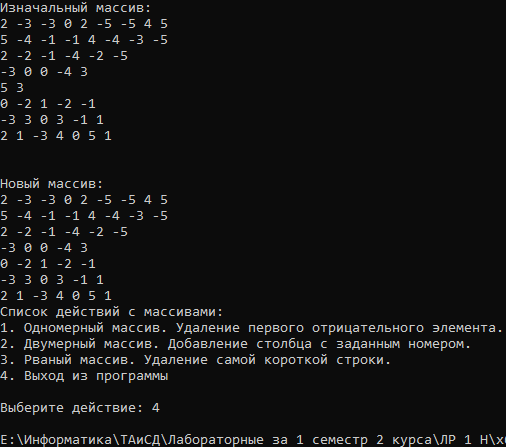 Изначальный массив:
2 -3 -3 0 2 -5 -5 4 5
5 -4 -1 -1 4 -4 -3 -5
2 -2 -1 -4 -2 -5
-3 0 0 -4 3
5 3
0 -2 1 -2 -1
-3 3 0 3 -1 1
2 1 -3 4 0 5 1
Новый массив:
2 -3 -3 0 2 -5 -5 4 5
5 -4 -1 -1 4 -4 -3 -5
2 -2 -1 -4 -2 -5
-3 0 0 -4 3
0 -2 1 -2 -1
-3 3 0 3 -1 1
2 1 -3 4 0 5 1
Список действий с массивами:
1. Одномерный массив. Удаление первого отрицательного элемента.
2. Двумерный массив. Добавление столбца с заданным номером.
3. Рваный массив. Удаление самой короткой строки.
4. Выход из программы
Выберите действие: 4
E:\Информатика\ТАиСД\Лабораторные за 1 семестр 2 курса\ЛР 1 Н\